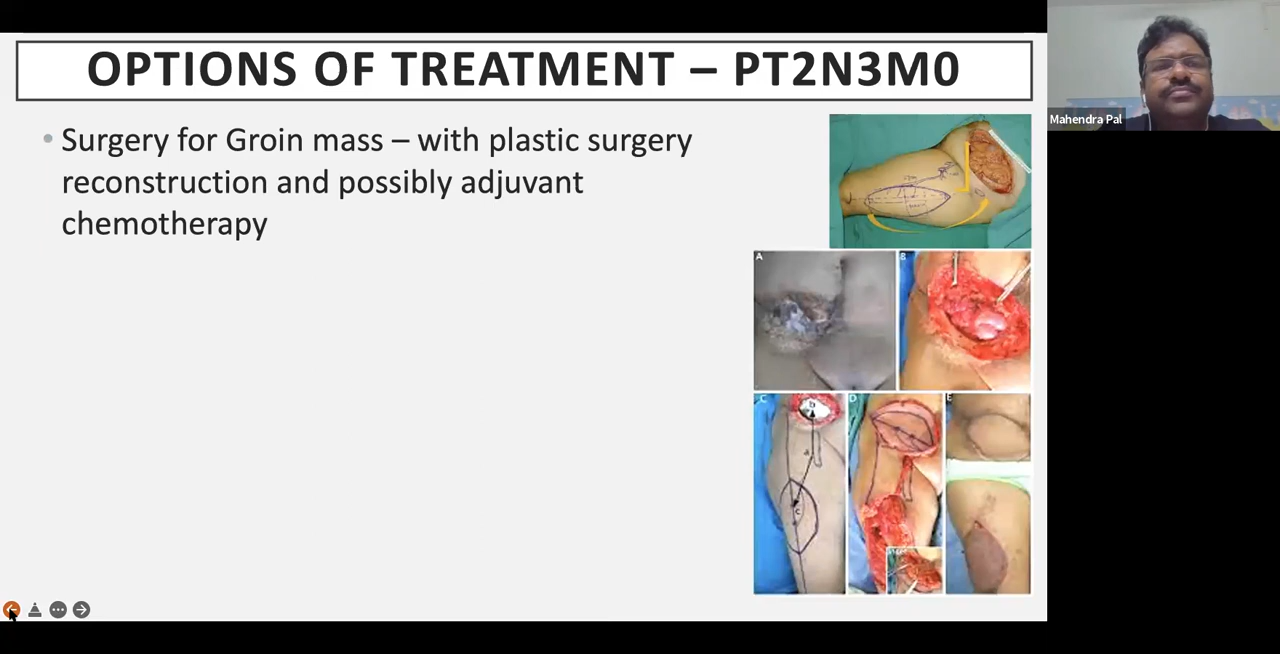 OPTIONS OF TREATMENT – PT2N3M0
Surgery for Groin mass – with plastic surgery
reconstruction and possibly adjuvant
chemotherapy
Mahendra Pal
A
B
C
D
E
b
a
c